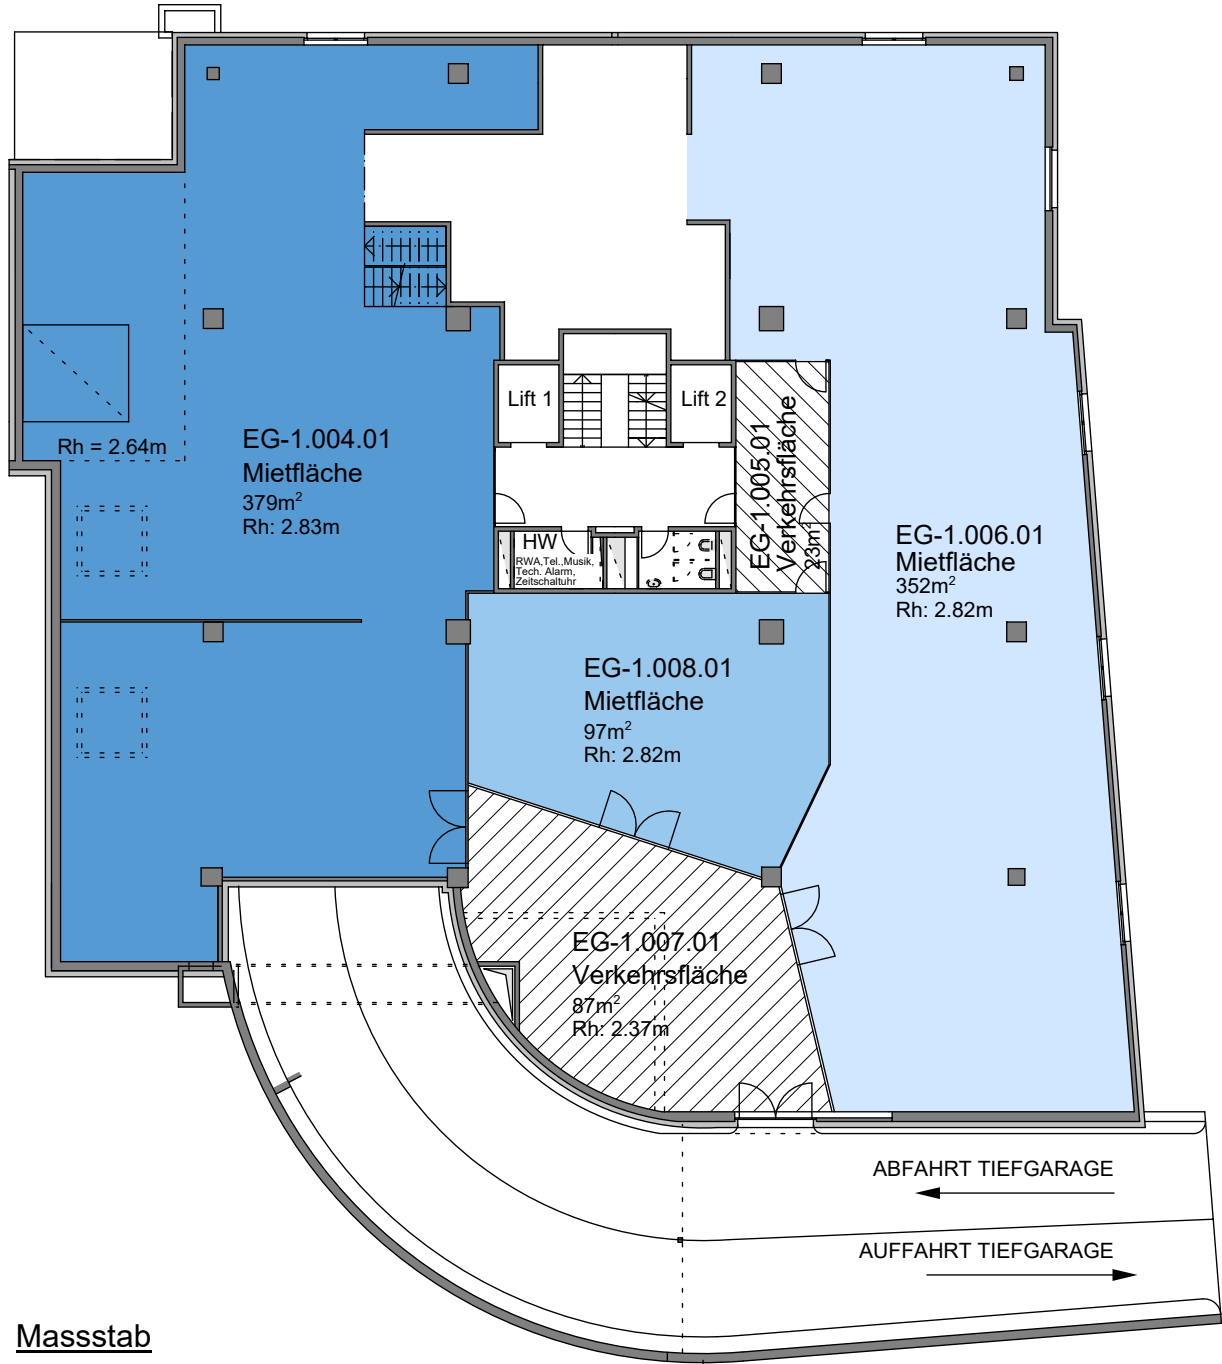 Lift 1
Lift 2
Rh = 2.64m
EG-1.004.01
Mietfläche
379m²
Rh: 2.83m
EG-1.005.01
Verkehrsfläche
23m²
HW
RWA,Tel.,Musik,
Tech. Alarm,
Zeitschaltuhr
EG-1.006.01
Mietfläche
352m²
Rh: 2.82m
EG-1.008.01
Mietfläche
97m²
Rh: 2.82m
EG-1.007.01
Verkehrsfläche
87m²
Rh: 2.37m
ABFAHRT TIEFGARAGE
AUFFAHRT TIEFGARAGE
Massstab